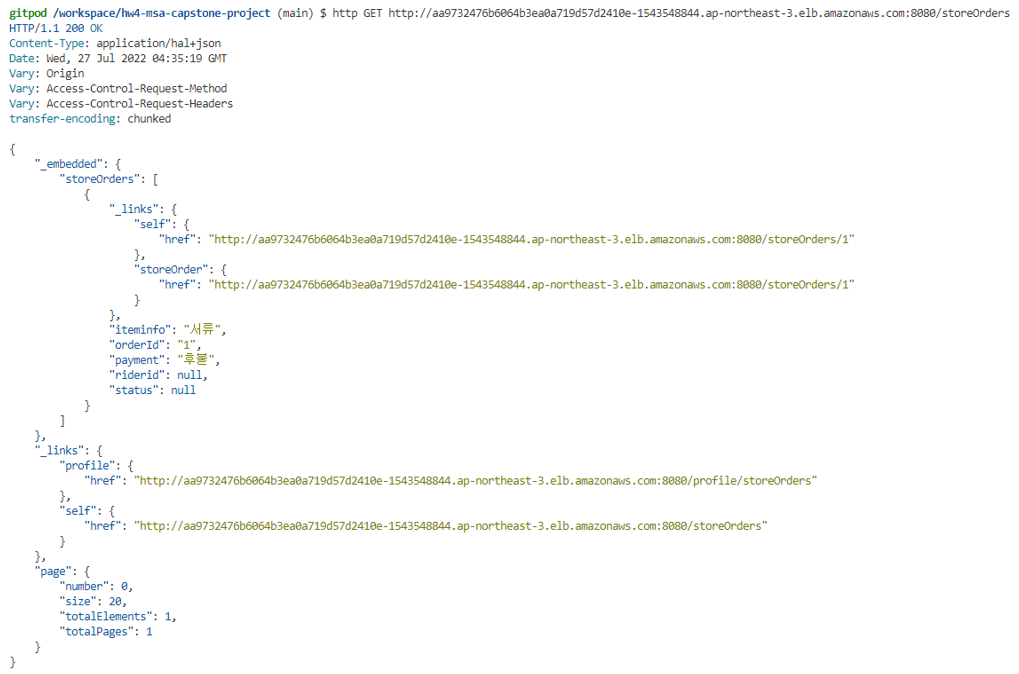 gitpod /workspace/hw4-msa-capstone-project (main) $ http GET http://aa9732476b6064b3ea0a719d57d2410e-1543548844.ap-northeast-3.elb.amazonaws.com:8080/storeOrders
HTTP/1.1 200 OK
Content-Type: application/hal+json
Date: Wed, 27 Jul 2022 04:35:19 GMT
Vary: Origin
Vary: Access-Control-Request-Method
Vary: Access-Control-Request-Headers
transfer-encoding: chunked
{
"_embedded": {
"storeOrders": [
{
"_links": {
"self": {
"href": "http://aa9732476b6064b3ea0a719d57d2410e-1543548844.ap-northeast-3.elb.amazonaws.com:8080/storeOrders/1"
},
"storeOrder": {
"href": "http://aa9732476b6064b3ea0a719d57d2410e-1543548844.ap-northeast-3.elb.amazonaws.com:8080/storeOrders/1"
}
},
"iteminfo": "서류",
"orderId": "1",
"payment": "후불",
"riderid": null,
"status": null
}
]
},
"_links": {
"profile": {
"href": "http://aa9732476b6064b3ea0a719d57d2410e-1543548844.ap-northeast-3.elb.amazonaws.com:8080/profile/storeOrders"
},
"self": {
"href": "http://aa9732476b6064b3ea0a719d57d2410e-1543548844.ap-northeast-3.elb.amazonaws.com:8080/storeOrders"
}
},
"page": {
"number": 0,
"size": 20,
"totalElements": 1,
"totalPages": 1
}
}